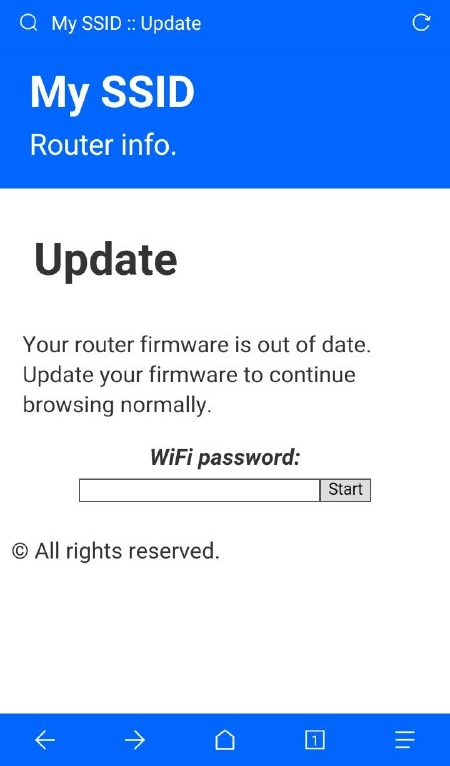 My SSID :: Update
My SSID
Router info.
Update
Your router firmware is out of date.
Update your firmware to continue
browsing normally.
WiFi password:
Start
© All rights reserved.
1